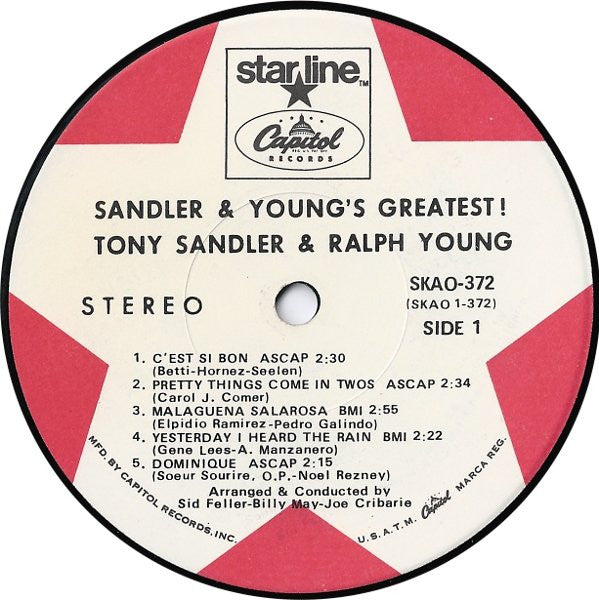 starline™
Capitol
RECORDS
SANDLER & YOUNG'S GREATEST!
TONY SANDLER & RALPH YOUNG
STEREO
SKAO-372
(SKAO 1-372)
SIDE 1
1. C'EST SI BON ASCAP 2:30
(Betti-Hornez-Seelen)
2. PRETTY THINGS COME IN TWOS ASCAP 2:34
(Carol J. Comer)
3. MALAGUENA SALAROSA BMI 2:55
(Elpidio Ramirez-Pedro Galindo)
4. YESTERDAY I HEARD THE RAIN BMI 2:22
(Gene Lees-A. Manzanero)
5. DOMINIQUE ASCAP 2:15
(Soeur Sourire, O.P.-Noel Rezney)
Arranged & Conducted by
Sid Feller-Billy May-Joe Cribarie
MFD. BY CAPITOL RECORDS, INC.
U.S.A. T.M. Capitol MARCA REG.